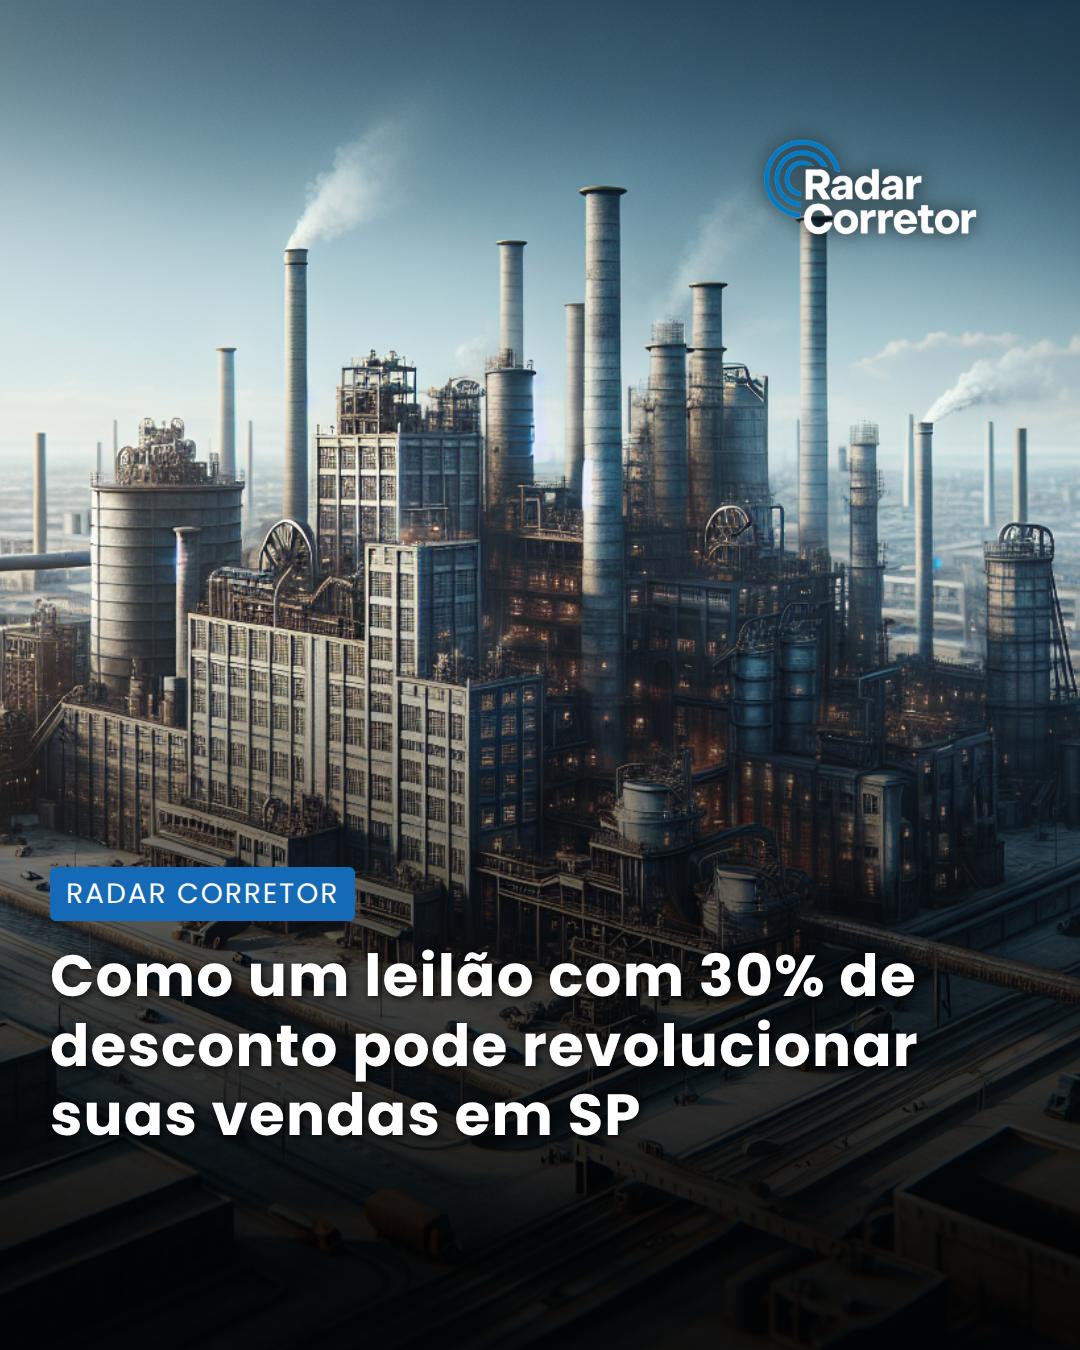 Radar
Corretor
RADAR CORRETOR
Como um leilão com 30% de
desconto pode revolucionar
suas vendas em SP